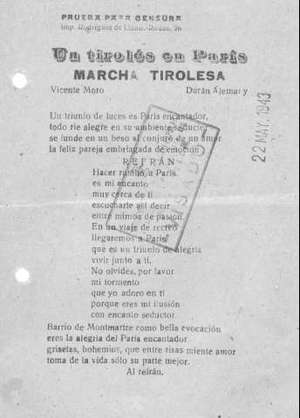 PRUEBA PARA CENSURA
Imp. Rodríguez de
Un tirolés en París
MARCHA TIROLESA
Vicente Moro Durán Alemany
Un triunfo de luces es París encantador,
todo ríe alegre en su ambiente seductor,
se funde en un beso al conjuro de un amor
la feliz pareja embriagada de emoción
REFRÁN
Hacer rumbo a París
es mi encanto
muy cerca de ti
escucharte así decir
entre mimos de pasión.
En un viaje de recreo
llegaremos a París
que es un triunfo de alegría
vivir junto a ti.
No olvides, por favor
mi tormento
que yo adoro en ti
porque eres mi ilusión
con encanto seductor.
Barrio de Montmartre como bella evocación
eres la alegría del París encantador
grisetas, bohemios, que entre risas miente amor
toma de la vida sólo su parte mejor.
Al refrán.
22 MAY. 1943